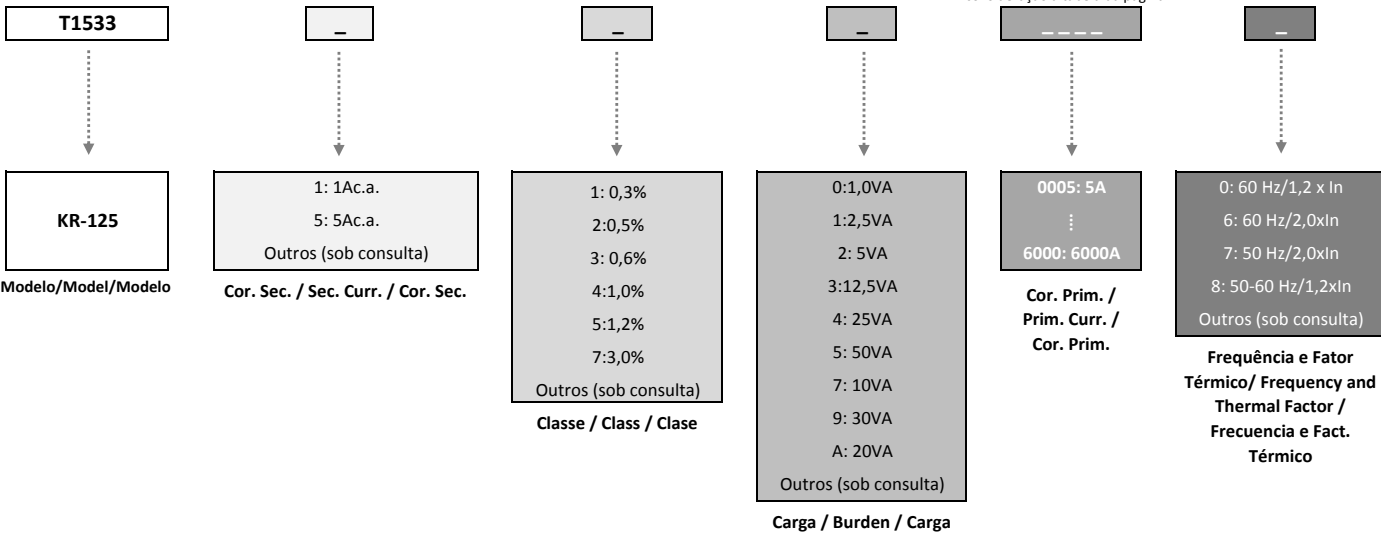 T1533 _ _ _ _ _ _ _ _
KR-125
Modelo/Model/Modelo
1: 1Ac.a.
5: 5Ac.a.
Outros (sob consulta)
Cor. Sec. / Sec. Curr. / Cor. Sec.
1: 0,3%
2:0,5%
3: 0,6%
4:1,0%
5:1,2%
7:3,0%
Outros (sob consulta)
Classe / Class / Clase
0:1,0VA
1:2,5VA
2: 5VA
3:12,5VA
4: 25VA
5: 50VA
7: 10VA
9: 30VA
A: 20VA
Outros (sob consulta)
Carga / Burden / Carga
0005: 5A
⋮
6000: 6000A
Cor. Prim. /
Prim. Curr. /
Cor. Prim.
0: 60 Hz/1,2 x In
6: 60 Hz/2,0xIn
7: 50 Hz/2,0xIn
8: 50-60 Hz/1,2xIn
Outros (sob consulta)
Frequência e Fator
Térmico/ Frequency and
Thermal Factor /
Frecuencia e Fact.
Térmico